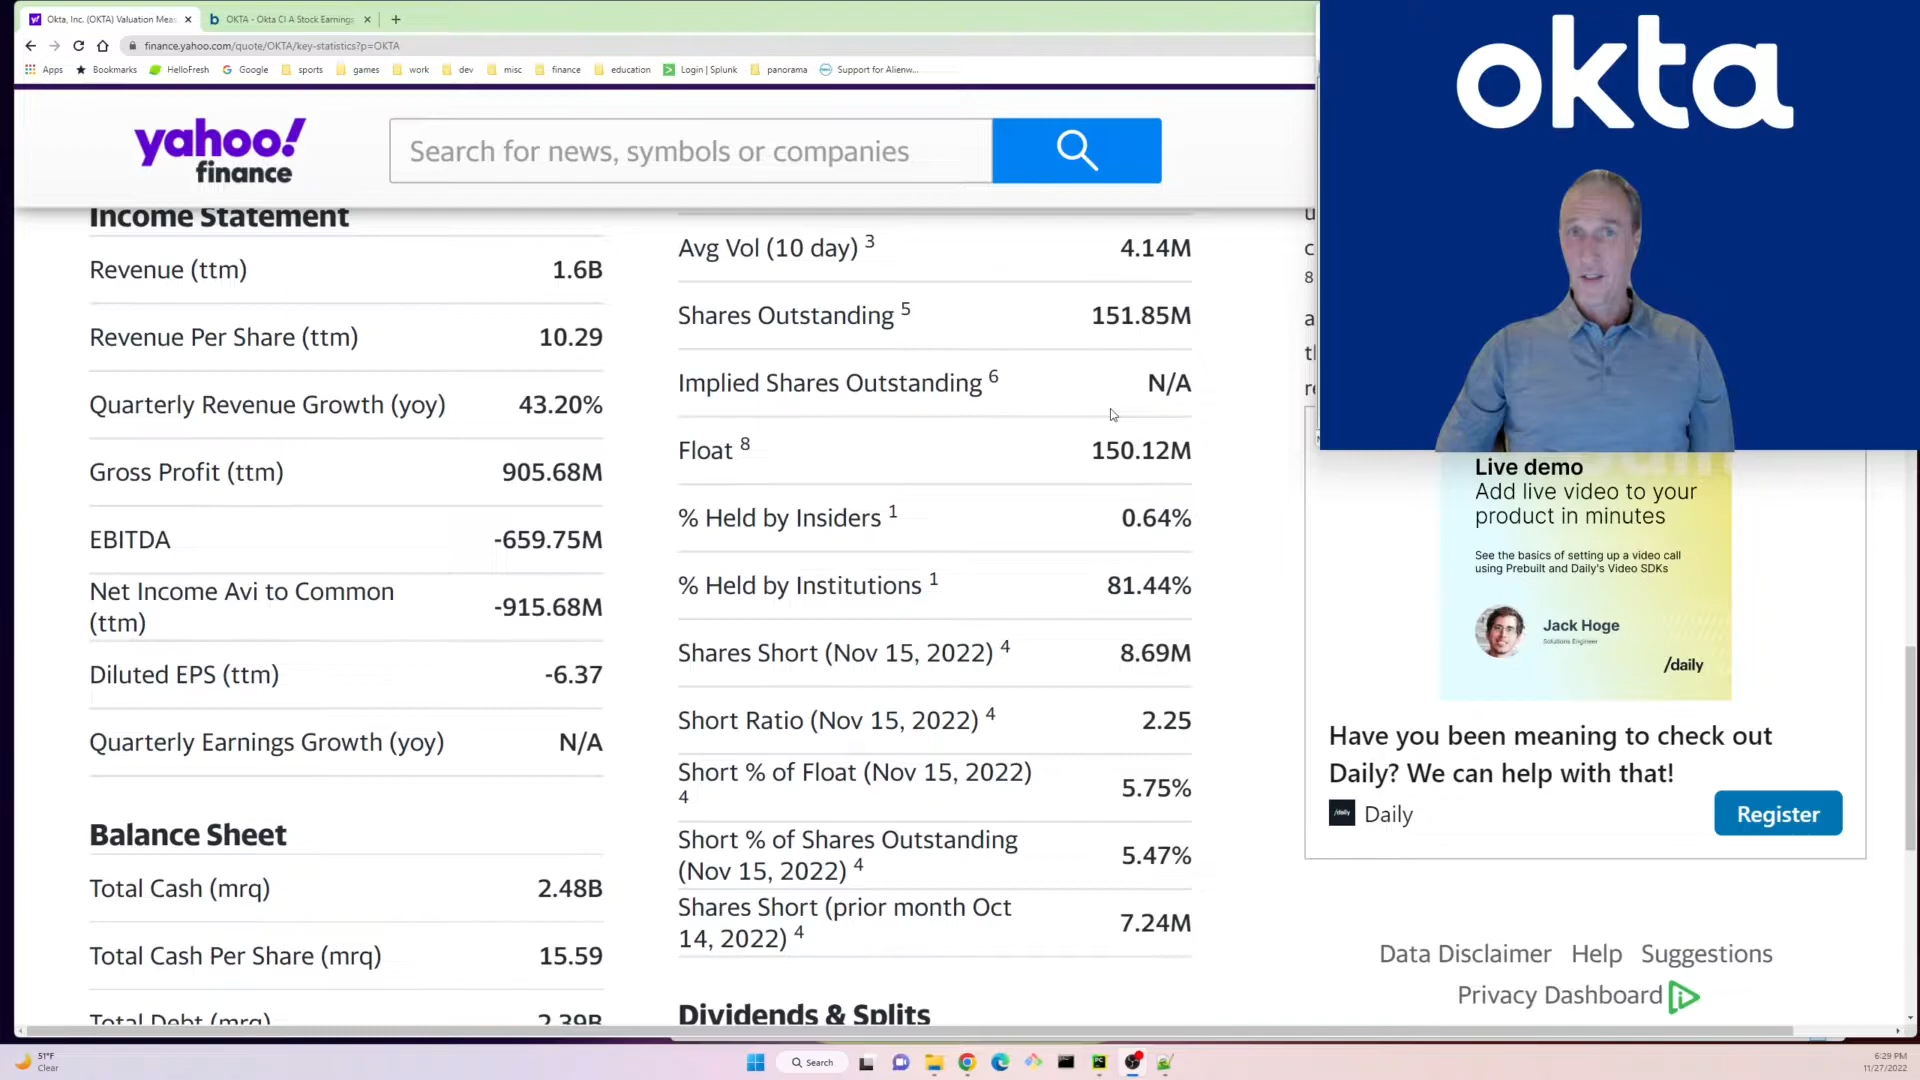 Okta, Inc. (OKTA) Valuation Meas
OKTA - Okta Cl A Stock Earnings
finance.yahoo.com/quote/OKTA/key-statistics?p=OKTA
Apps Bookmarks HelloFresh Google sports games work dev misc finance education Login | Splunk panorama Support for Alienw...
okta
yahoo!
finance
Search for news, symbols or companies
Income Statement
Revenue (ttm) 1.6B
Revenue Per Share (ttm) 10.29
Quarterly Revenue Growth (yoy) 43.20%
Gross Profit (ttm) 905.68M
EBITDA -659.75M
Net Income Avi to Common
(ttm) -915.68M
Diluted EPS (ttm) -6.37
Quarterly Earnings Growth (yoy) N/A
Balance Sheet
Total Cash (mrq) 2.48B
Total Cash Per Share (mrq) 15.59
Total Debt (mrq) 2.39B
Avg Vol (10 day) 3 4.14M
Shares Outstanding 5 151.85M
Implied Shares Outstanding 6 N/A
Float 8 150.12M
% Held by Insiders 1 0.64%
% Held by Institutions 1 81.44%
Shares Short (Nov 15, 2022) 4 8.69M
Short Ratio (Nov 15, 2022) 4 2.25
Short % of Float (Nov 15, 2022)
4 5.75%
Short % of Shares Outstanding
(Nov 15, 2022) 4 5.47%
Shares Short (prior month Oct
14, 2022) 4 7.24M
Dividends & Splits
Live demo
Add live video to your
product in minutes
See the basics of setting up a video call
using Prebuilt and Daily's Video SDKs
Jack Hoge
Solutions Engineer
/daily
Have you been meaning to check out
Daily? We can help with that!
Daily
Register
Data Disclaimer Help Suggestions
Privacy Dashboard
51°F
Clear
Search
6:29 PM
11/27/2022